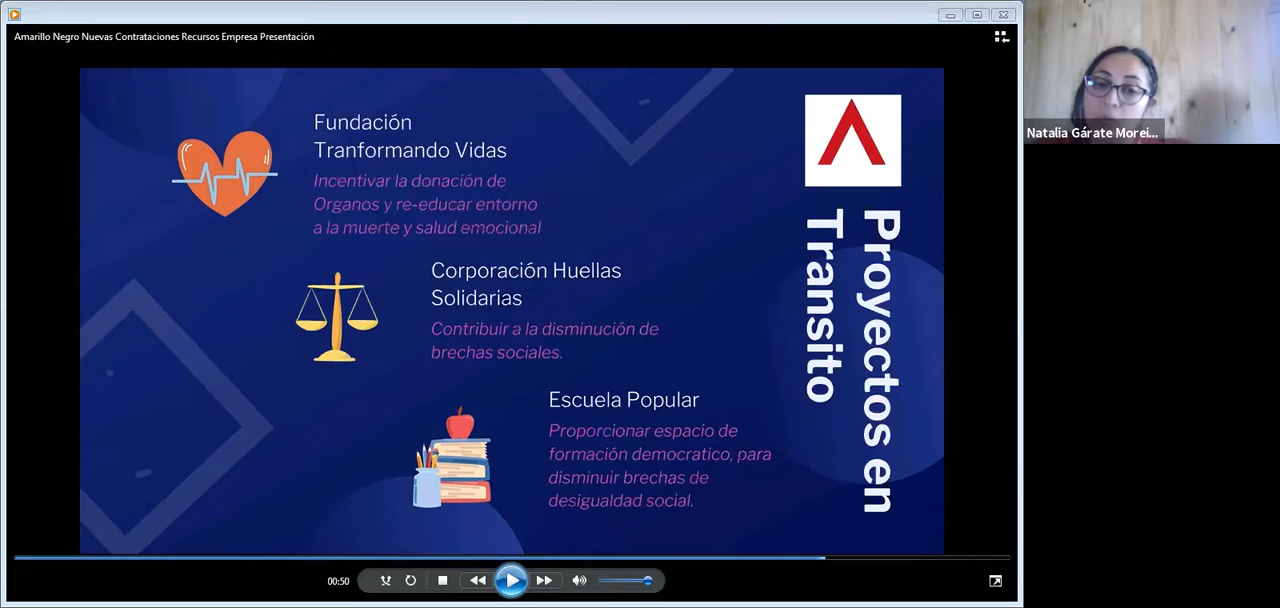 Amarillo Negro Nuevas Contrataciones Recursos Empresa Presentación
Fundación
Tranformando Vidas
Incentivar la donación de
Organos y re-educar entorno
a la muerte y salud emocional
Corporación Huellas
Solidarias
Contribuir a la disminución de
brechas sociales.
Escuela Popular
Proporcionar espacio de
formación democratico, para
disminuir brechas de
desigualdad social.
Proyectos en
Transito
Natalia Gárate Morei...
00:50